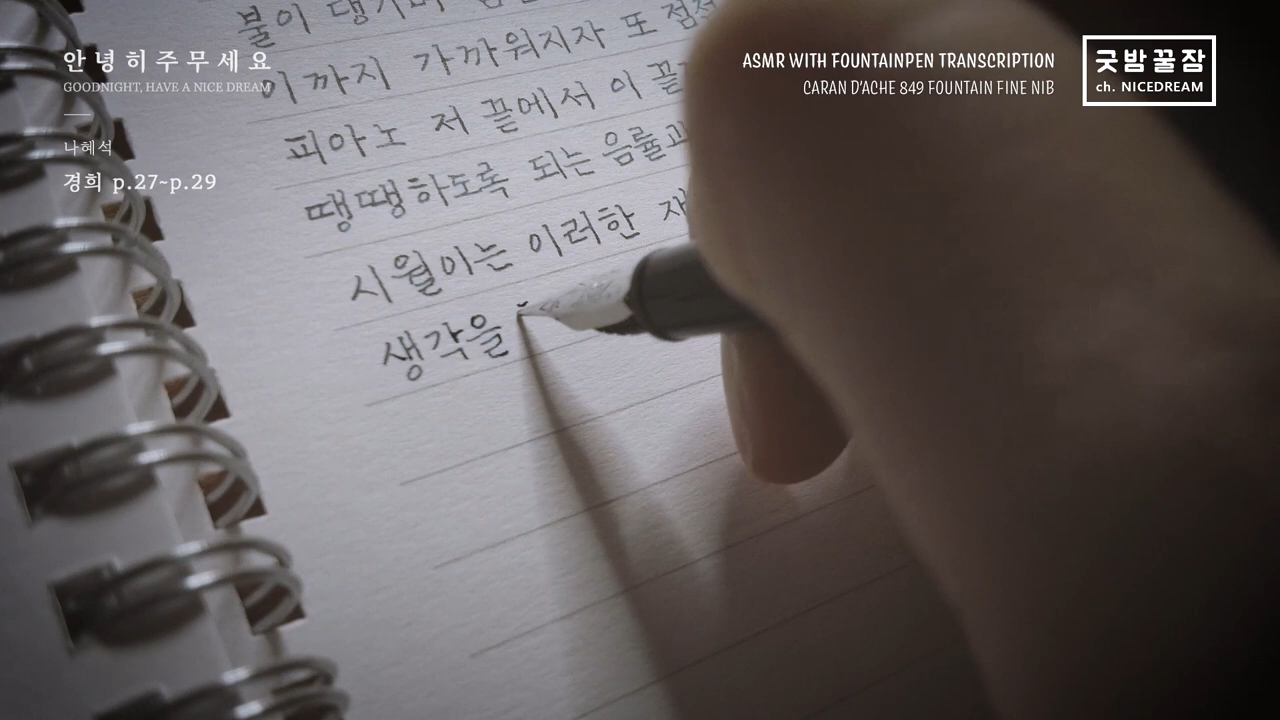 안녕히주무세요
GOODNIGHT, HAVE A NICE DREAM
나혜석
경희 p.27~p.29
ASMR WITH FOUNTAINPEN TRANSCRIPTION
CARAN D'ACHE 849 FOUNTAIN FINE NIB
굿밤꿀잠
ch. NICEDREAM
불이
이까지 가까워지자 또 점점
피아노 저 끝에서 이 끝
땡땡하도록 되는 음률과
시월이는 이러한 재
생각을